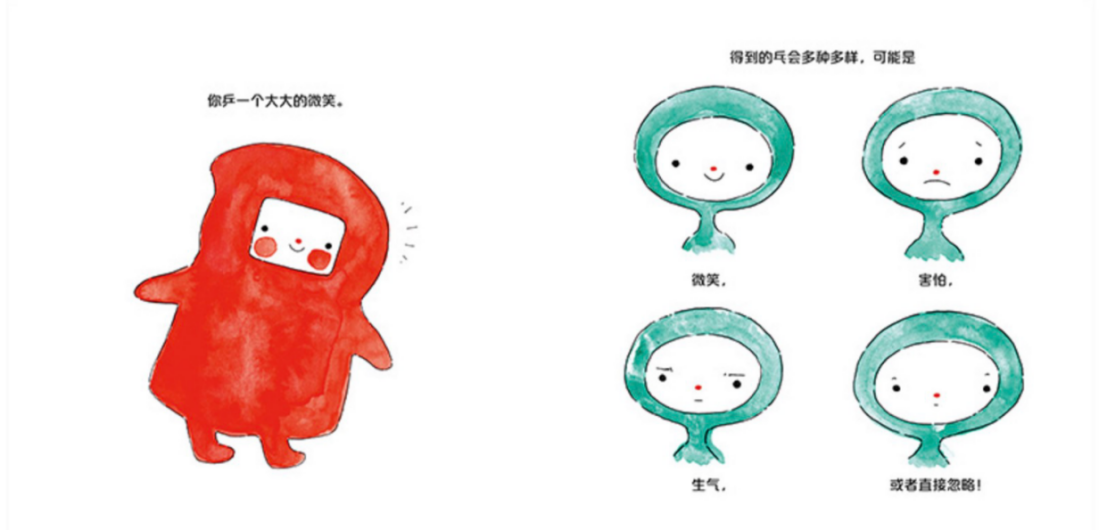 你乒一个大大的微笑。
得到的乓会多种多样，可能是
微笑，
害怕，
生气，
或者直接忽略！